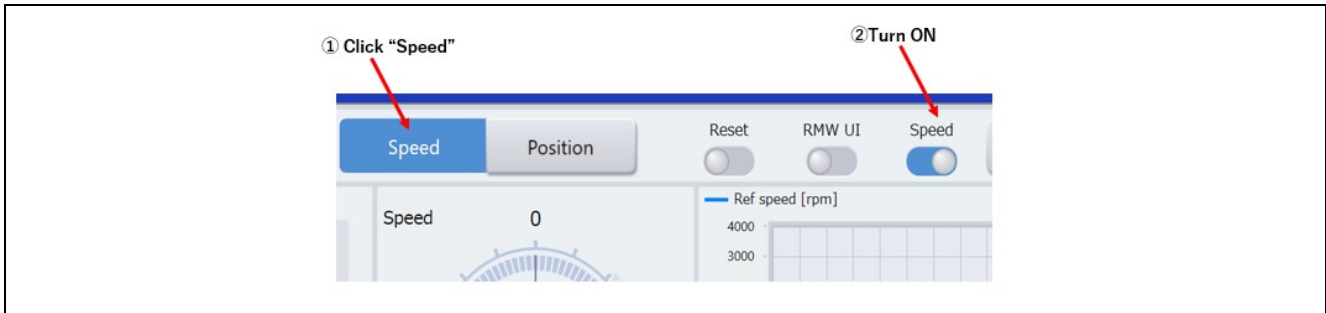 ① Click “Speed”
②Turn ON
Speed
Position
Reset
RMW UI
Speed
Speed
0
Ref speed [rpm]
4000
3000